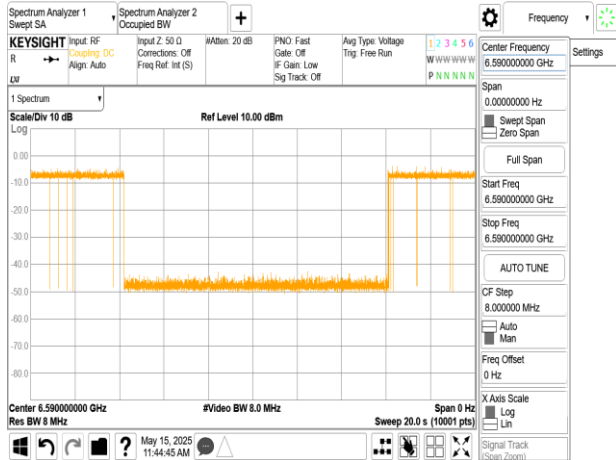 Spectrum Analyzer 1
Swept SA
Spectrum Analyzer 2
Occupied BW
+
Frequency
KEYSIGHT
R
LXI
Input: RF
Coupling: DC
Align: Auto
Input Z: 50 Ω
Corrections: Off
Freq Ref: Int (S)
#Atten: 20 dB
PNO: Fast
Gate: Off
IF Gain: Low
Sig Track: Off
Avg Type: Voltage
Trig: Free Run
1 2 3 4 5 6
W W W W W W
P N N N N N
1 Spectrum
Scale/Div 10 dB
Ref Level 10.00 dBm
Log
0.00
-10.0
-20.0
-30.0
-40.0
-50.0
-60.0
-70.0
-80.0
Center 6.590000000 GHz
#Video BW 8.0 MHz
Span 0 Hz
Res BW 8 MHz
Sweep 20.0 s (10001 pts)
?
May 15, 2025
11:44:45 AM
Center Frequency
6.590000000 GHz
Span
0.00000000 Hz
Swept Span
Zero Span
Full Span
Start Freq
6.590000000 GHz
Stop Freq
6.590000000 GHz
AUTO TUNE
CF Step
8.000000 MHz
Auto
Man
Freq Offset
0 Hz
X Axis Scale
Log
Lin
Signal Track
(Span Zoom)
Settings